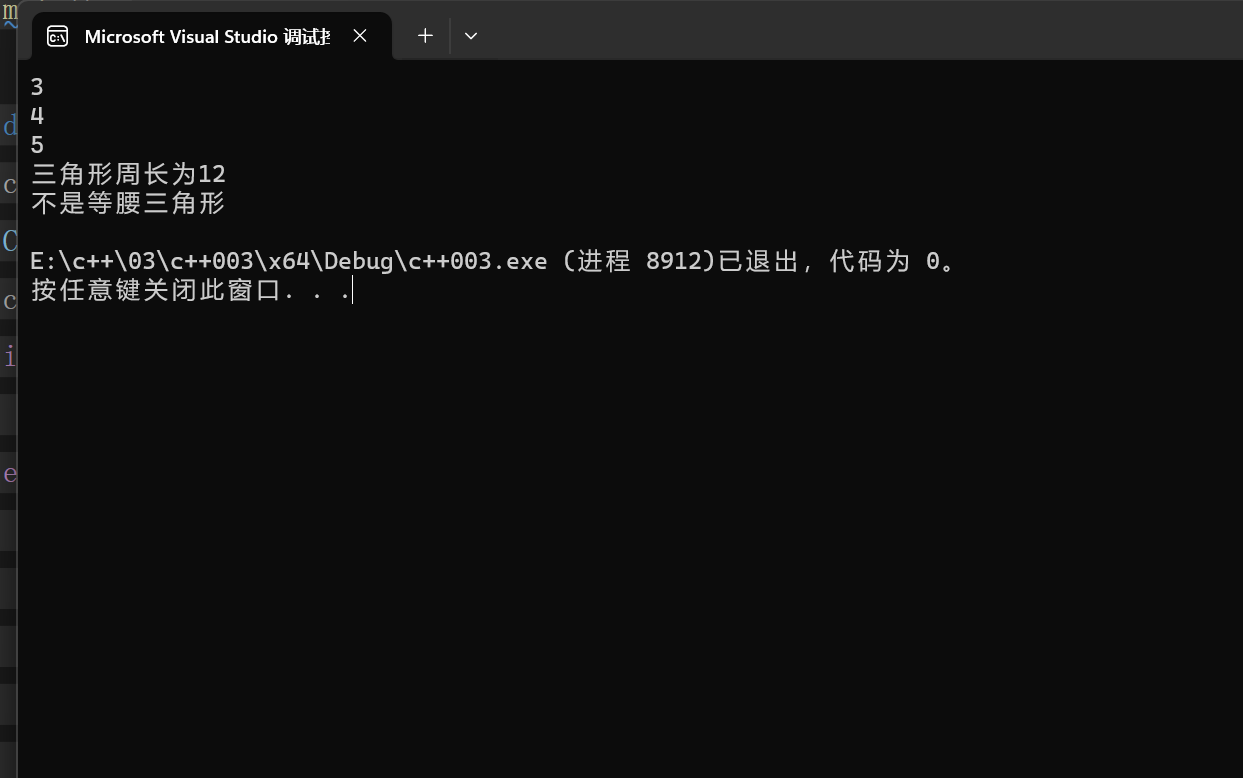 m
Microsoft Visual Studio 调试
3
4
5
三角形周长为12
不是等腰三角形
E:\c++\03\c++003\x64\Debug\c++003.exe (进程 8912)已退出，代码为 0。
按任意键关闭此窗口. . .
d
c
C
c
i
e